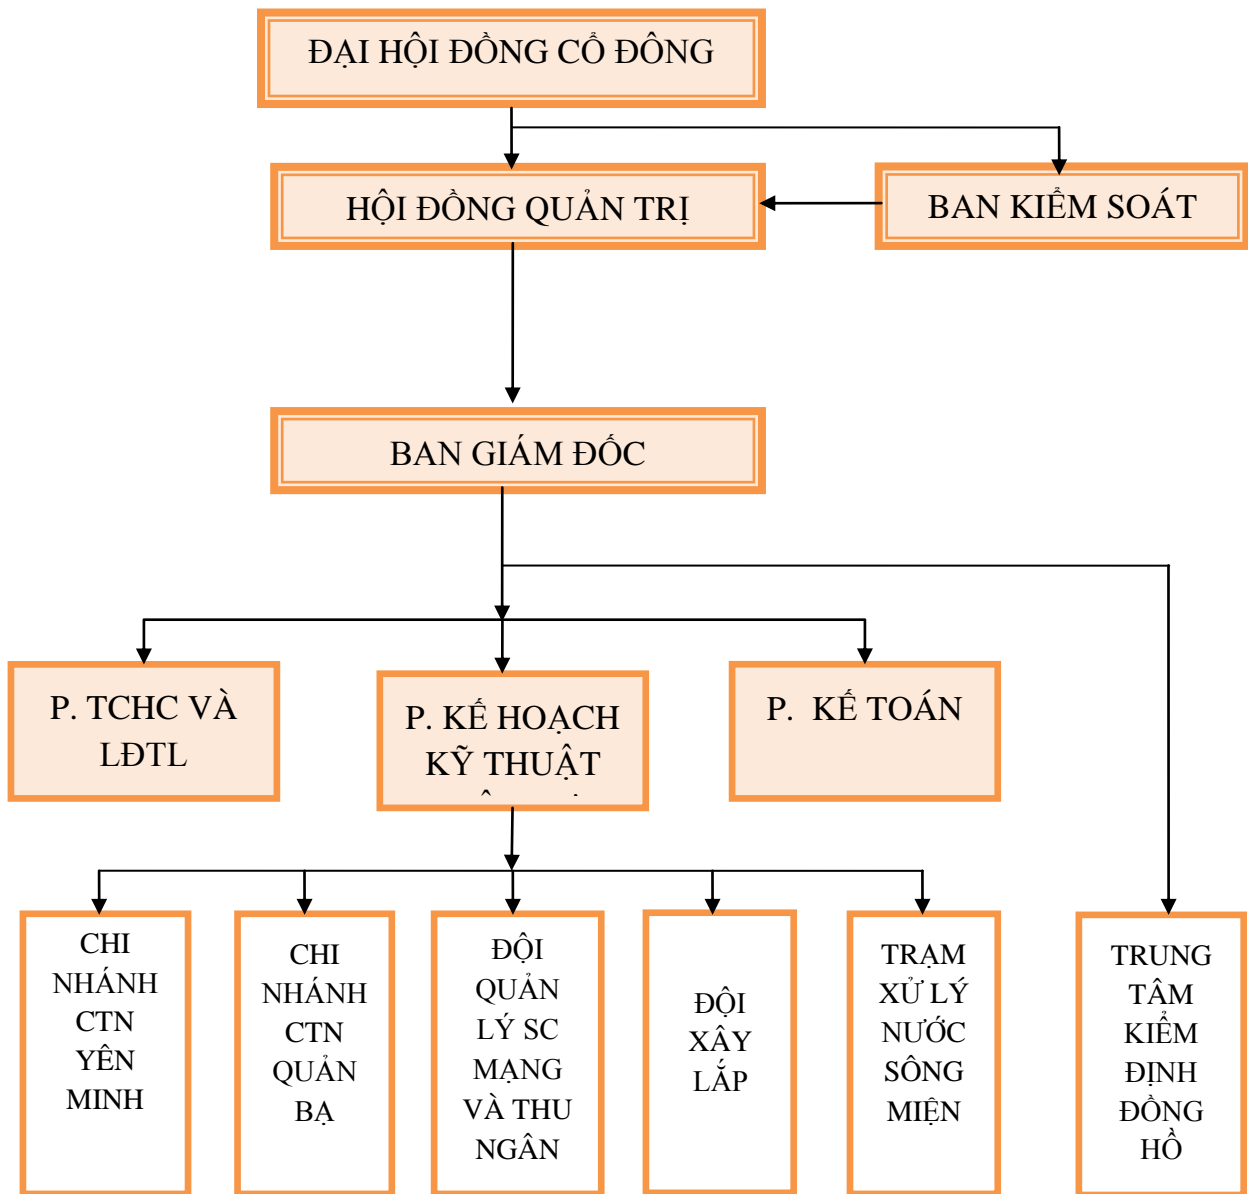 ĐẠI HỘI ĐỒNG CỔ ĐÔNG
HỘI ĐỒNG QUẢN TRỊ
BAN KIỂM SOÁT
BAN GIÁM ĐỐC
P. TCHC VÀ
LĐTL
P. KẾ HOẠCH
KỸ THUẬT
P. KẾ TOÁN
CHI
NHÁNH
CTN
YÊN
MINH
CHI
NHÁNH
CTN
QUẢN
BẠ
ĐỘI
QUẢN
LÝ SC
MẠNG
VÀ THU
NGÂN
ĐỘI
XÂY
LẮP
TRẠM
XỬ LÝ
NƯỚC
SÔNG
MIỆN
TRUNG
TÂM
KIỂM
ĐỊNH
ĐỒNG
HỒ